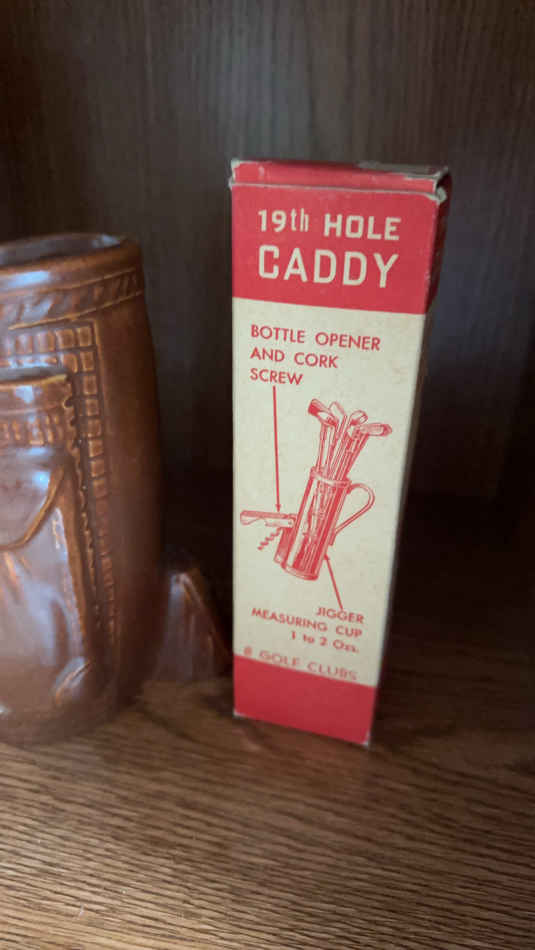 19th HOLE
CADDY
BOTTLE OPENER
AND CORK
SCREW
JIGGER
MEASURING CUP
1 to 2 Ozs.
8 GOLF CLUBS